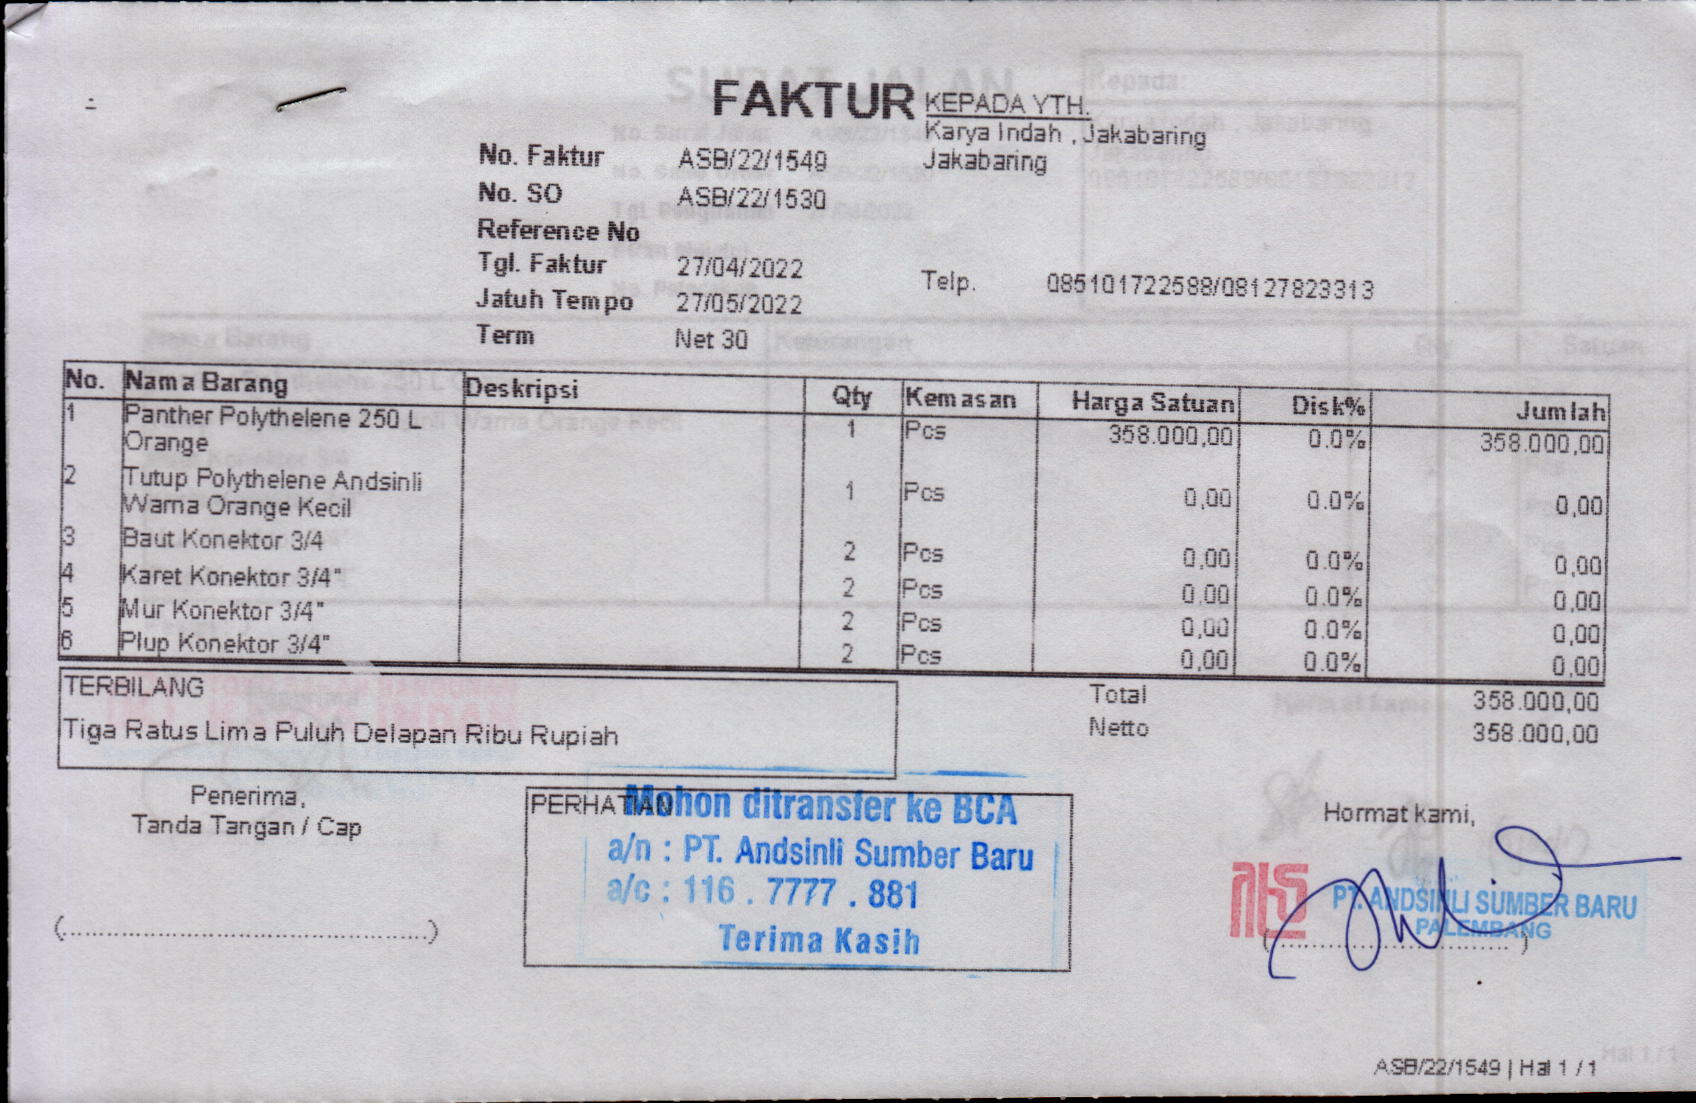 FAKTUR
KEPADA YTH.
Karya Indah , Jakabaring
Jakabaring
No. Faktur ASB/22/1549
No. SO ASB/22/1530
Reference No
Tgl. Faktur 27/04/2022
Telp. 085101722588/08127823313
Jatuh Tempo 27/05/2022
Term Net 30
No. Nama Barang Deskripsi Qty Kemasan Harga Satuan Disk% Jumlah
1 Panther Polythelene 250 L 1 Pcs 358.000,00 0.0% 358.000,00
Orange
2 Tutup Polythelene Andsinli 1 Pcs 0,00 0.0% 0,00
Warna Orange Kecil
3 Baut Konektor 3/4 2 Pcs 0,00 0.0% 0,00
4 Karet Konektor 3/4" 2 Pcs 0,00 0.0% 0,00
5 Mur Konektor 3/4" 2 Pcs 0,00 0.0% 0,00
6 Plup Konektor 3/4" 2 Pcs 0,00 0.0% 0,00
TERBILANG
Tiga Ratus Lima Puluh Delapan Ribu Rupiah
Total 358.000,00
Netto 358.000,00
Penerima,
Tanda Tangan / Cap
(..........................................................)
PERHATIAN
Mohon ditransfer ke BCA
a/n : PT. Andsinli Sumber Baru
a/c : 116 . 7777 . 881
Terima Kasih
Hormat kami,
PT. ANDSINLI SUMBER BARU
PALEMBANG
ASB/22/1549 | Hal 1 / 1